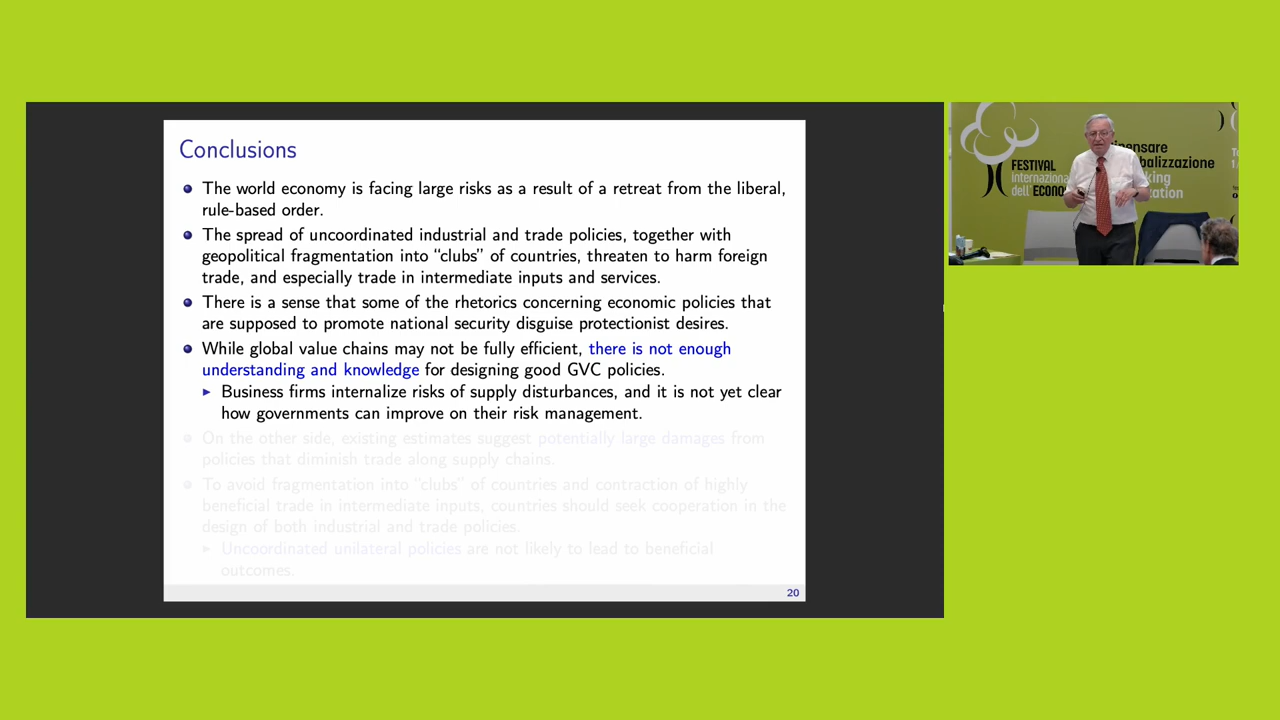 Conclusions
The world economy is facing large risks as a result of a retreat from the liberal,
rule-based order.
The spread of uncoordinated industrial and trade policies, together with
geopolitical fragmentation into “clubs” of countries, threaten to harm foreign
trade, and especially trade in intermediate inputs and services.
There is a sense that some of the rhetorics concerning economic policies that
are supposed to promote national security disguise protectionist desires.
While global value chains may not be fully efficient, there is not enough
understanding and knowledge for designing good GVC policies.
Business firms internalize risks of supply disturbances, and it is not yet clear
how governments can improve on their risk management.
On the other side, existing estimates suggest potentially large damages from
policies that diminish trade along supply chains.
To avoid fragmentation into “clubs” of countries and contraction of highly
beneficial trade in intermediate inputs, countries should seek cooperation in the
design of both industrial and trade policies.
Uncoordinated unilateral policies are not likely to lead to beneficial
outcomes.
20
FESTIVAL
internaziona
dell'ECONO
ipensare
balizzazione
king
zation